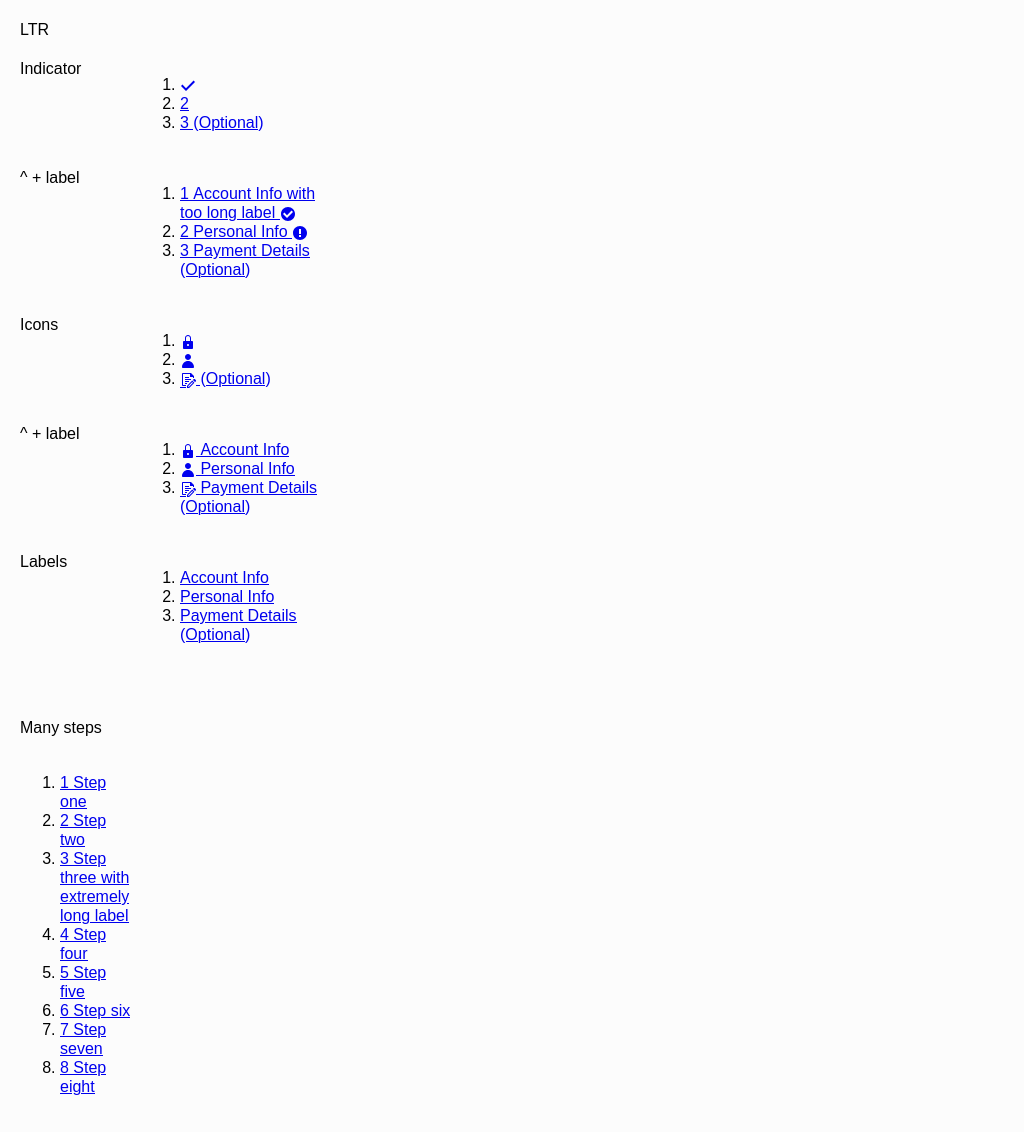 LTR
Indicator
1.
2. 2
3. 3 (Optional)
^ + label
1. 1 Account Info with
too long label
2. 2 Personal Info
3. 3 Payment Details
(Optional)
Icons
1.
2.
3. (Optional)
^ + label
1. Account Info
2. Personal Info
3. Payment Details
(Optional)
Labels
1. Account Info
2. Personal Info
3. Payment Details
(Optional)
Many steps
1. 1 Step
one
2. 2 Step
two
3. 3 Step
three with
extremely
long label
4. 4 Step
four
5. 5 Step
five
6. 6 Step six
7. 7 Step
seven
8. 8 Step
eight